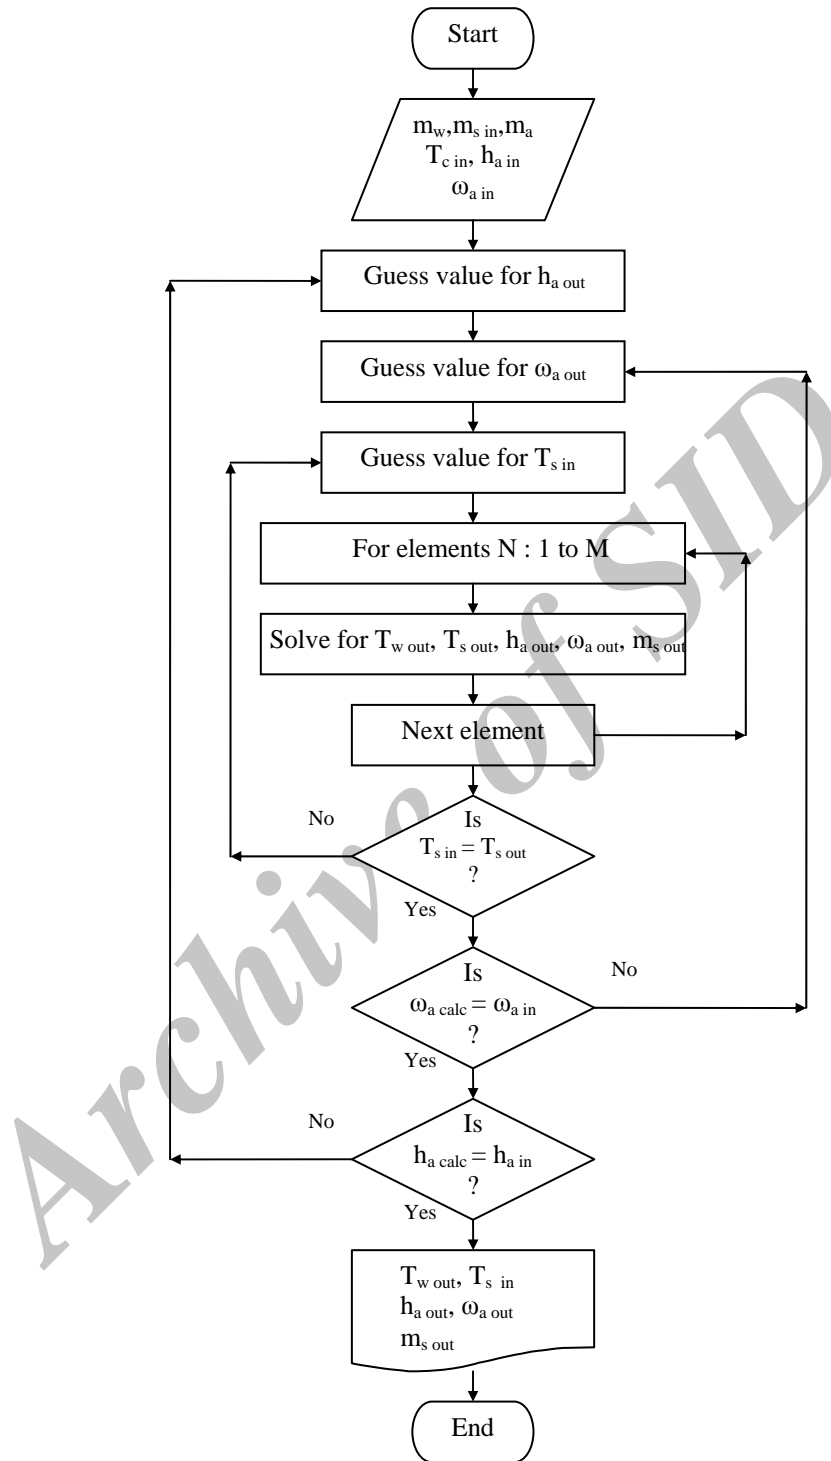 Start
m_w,m_s in,m_a
T_c in, h_a in
ω_a in
Guess value for h_a out
Guess value for ω_a out
Guess value for T_s in
For elements N : 1 to M
Solve for T_w out, T_s out, h_a out, ω_a out, m_s out
Next element
No
Is
T_s in = T_s out
?
Yes
Is
No
ω_a calc = ω_a in
?
Yes
No
Is
h_a calc = h_a in
?
Yes
T_w out, T_s in
h_a out, ω_a out
m_s out
End
Archive of SID